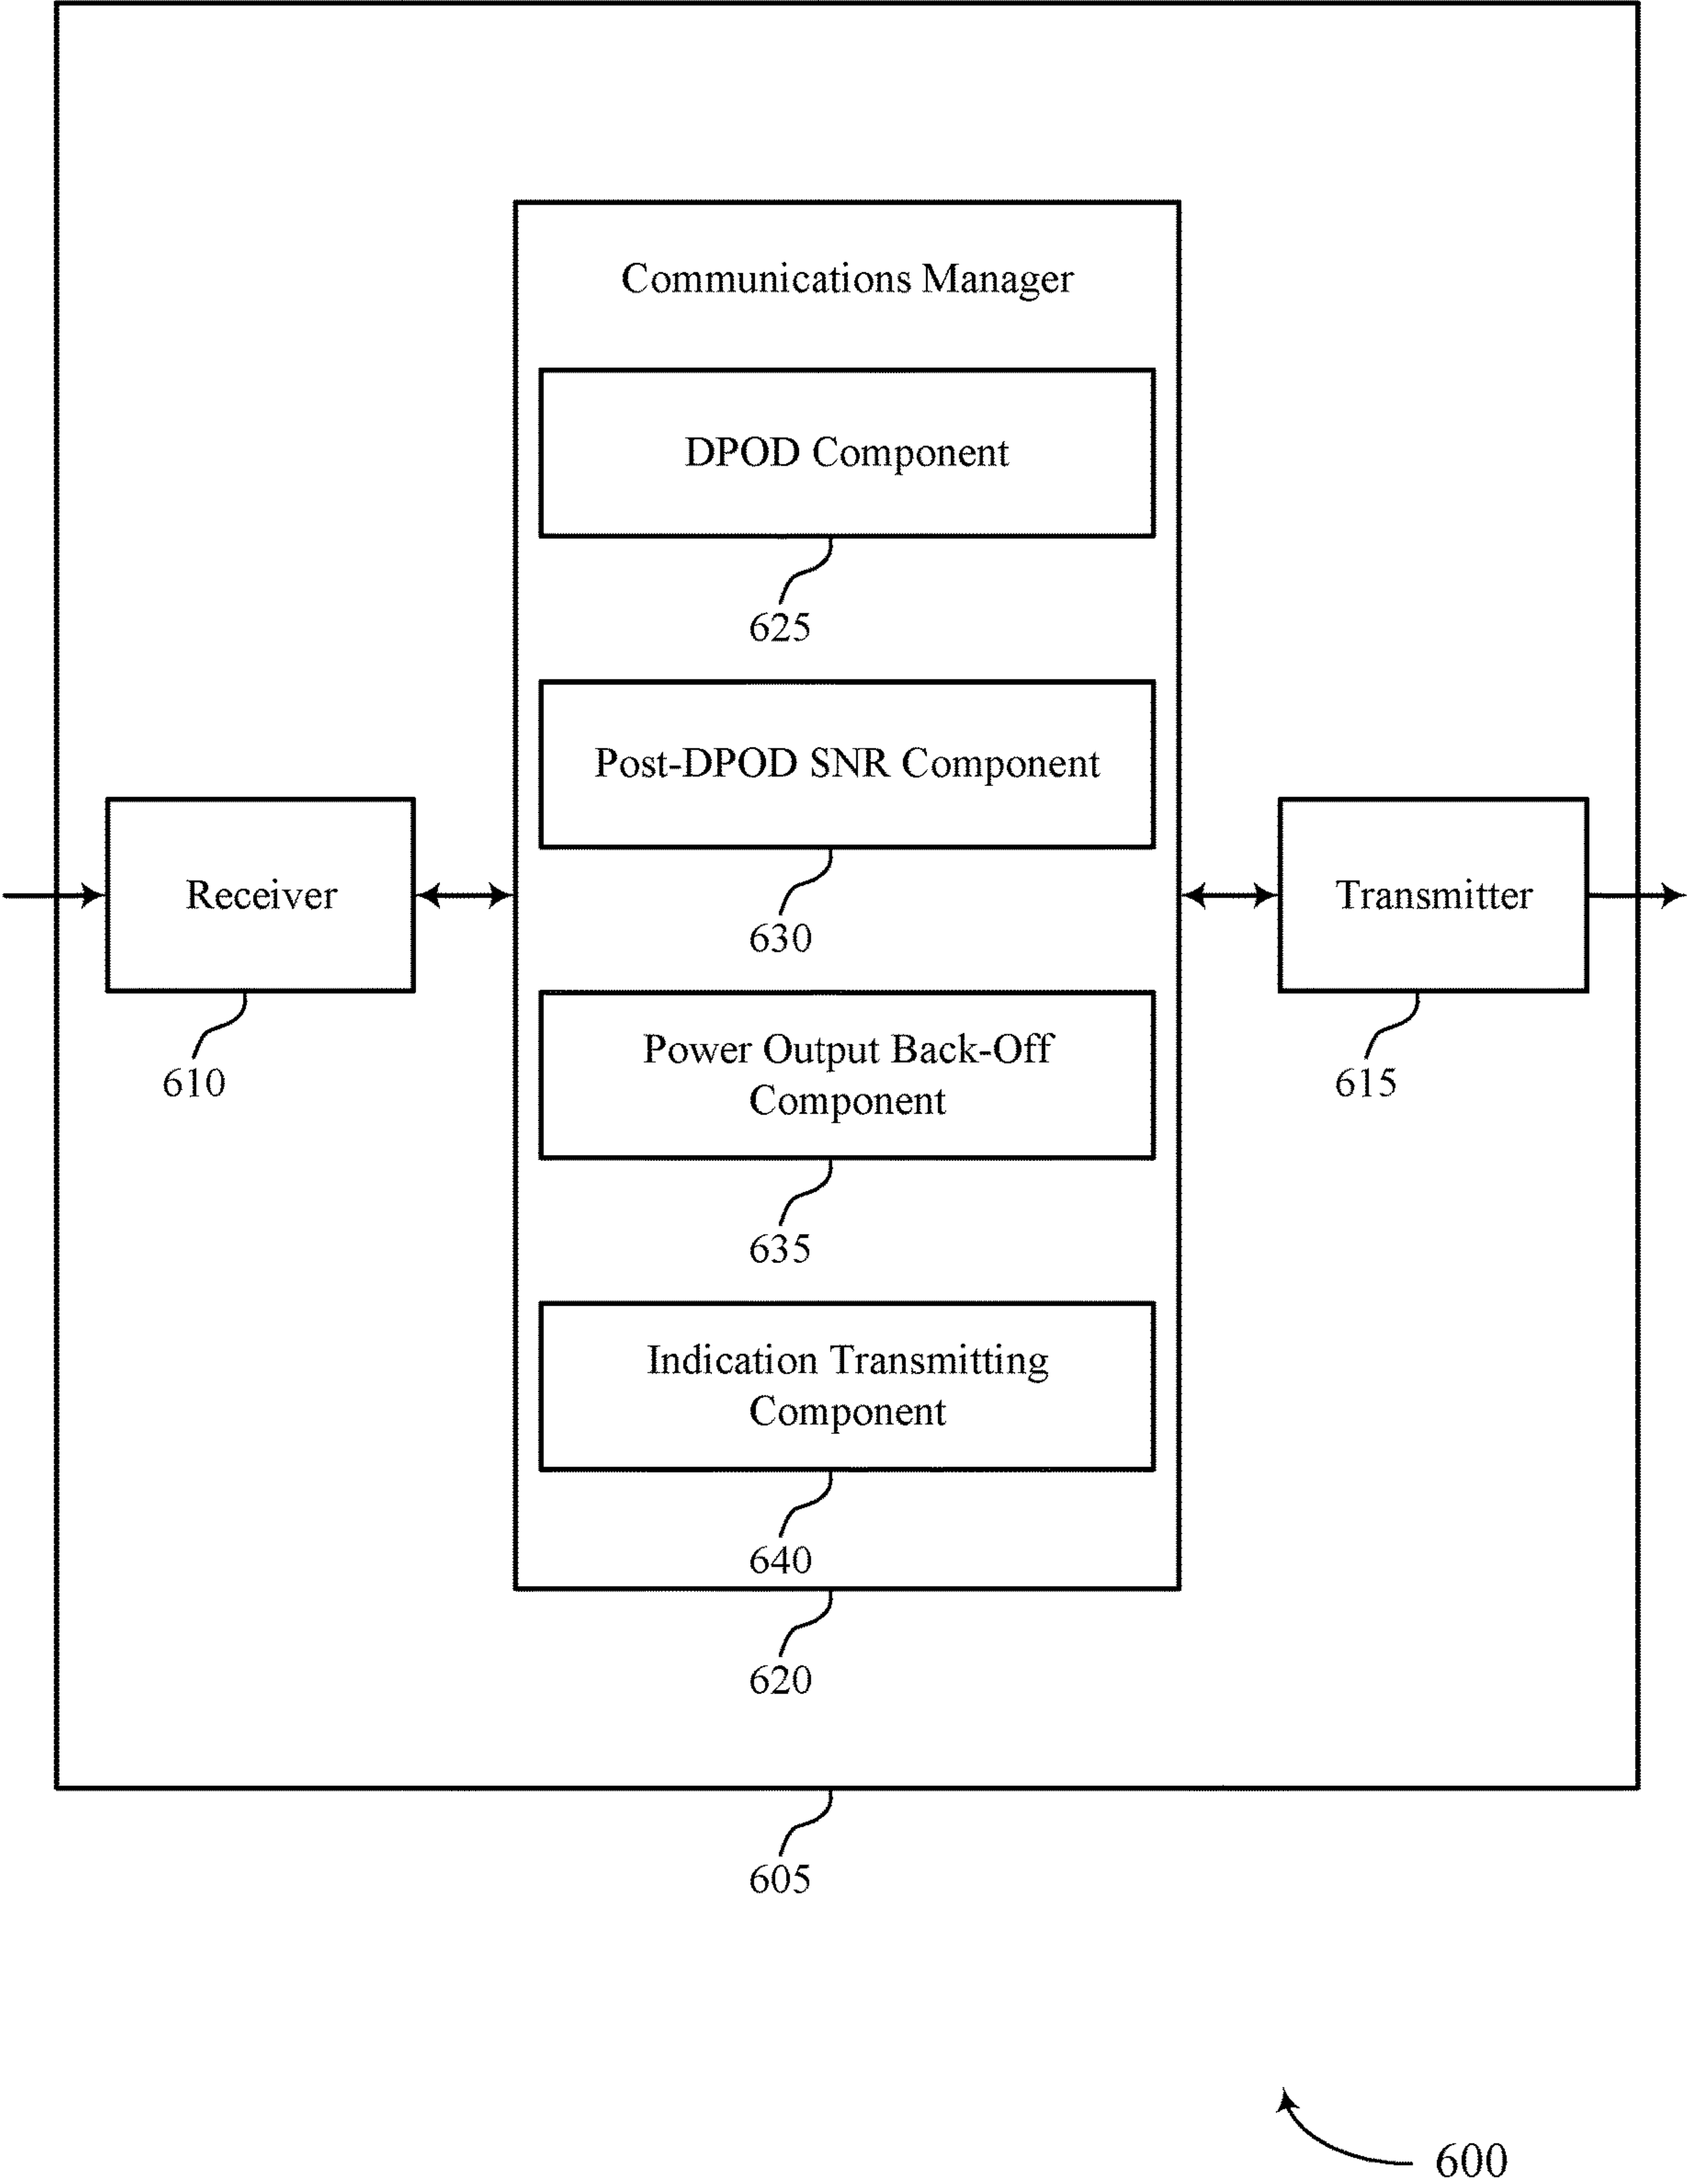 Communications Manager
DPOD Component
625
Post-DPOD SNR Component
630
Receiver
610
Transmitter
615
Power Output Back-Off
Component
635
Indication Transmitting
Component
640
620
605
600